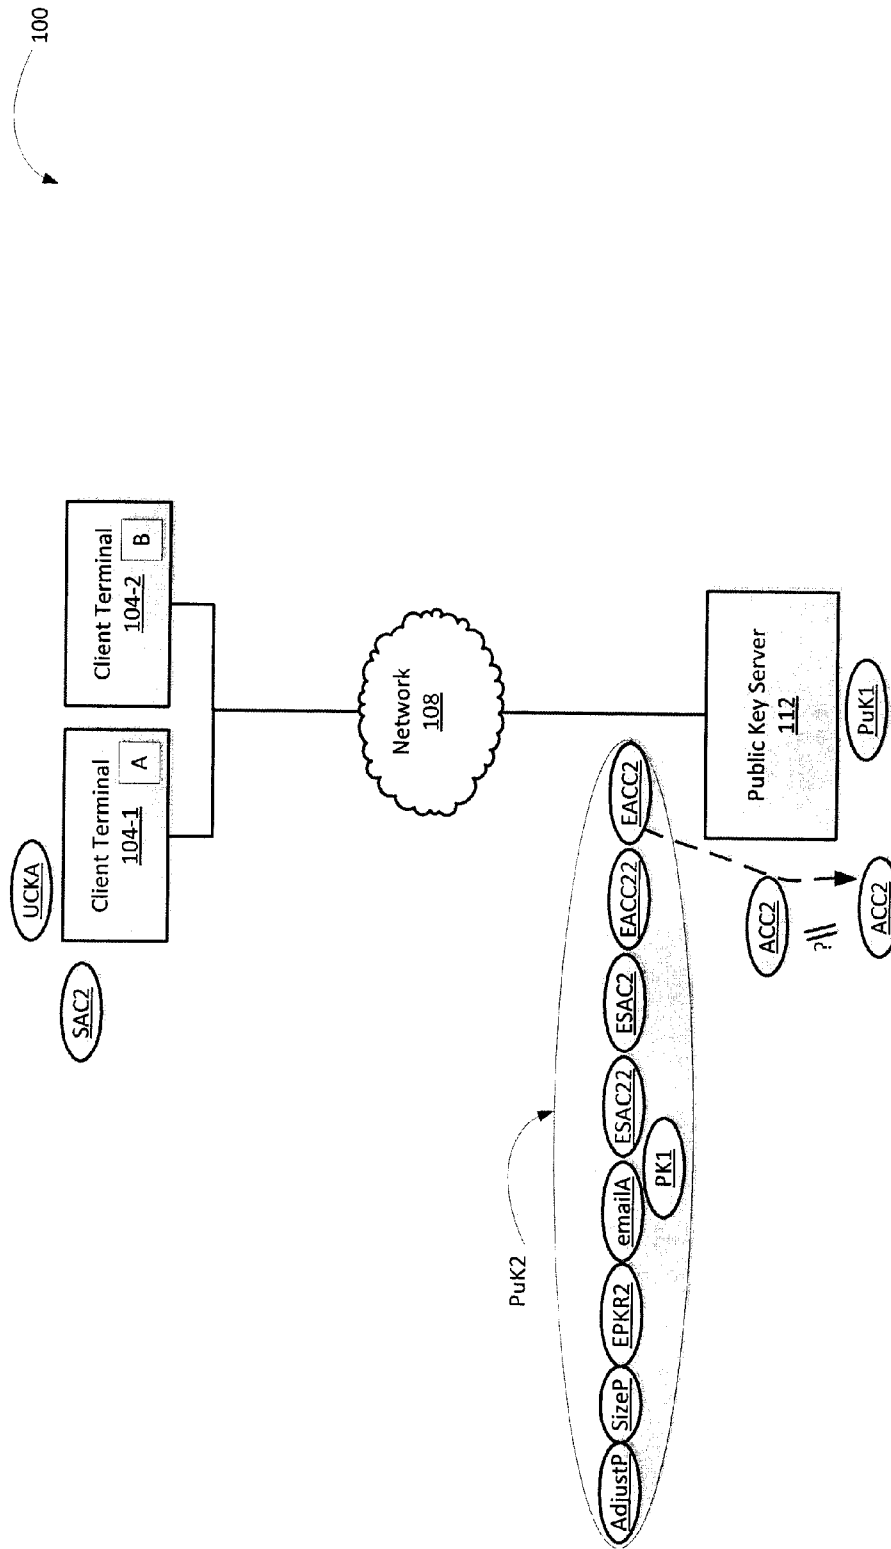 100
UCKA
SAC2
Client Terminal
104-1
A
Client Terminal
104-2
B
Network
108
PuK2
AdjustP
SizeP
EPKR2
emailA
PK1
ESAC22
ESAC2
EACC22
EACC2
ACC2
?
ACC2
Public Key Server
112
PuK1